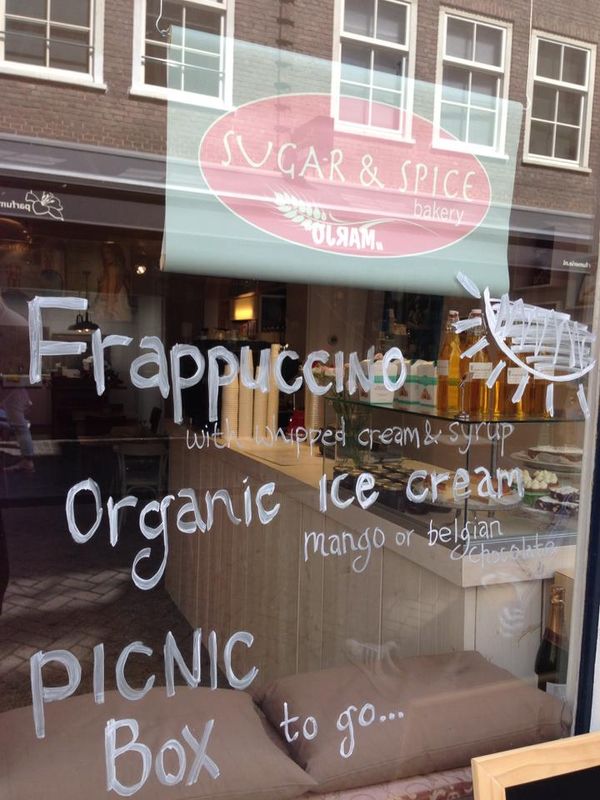 SUGAR & SPICE
bakery
Frappuccino
with whipped cream & syrup
Organic Ice cream
mango or belgian
chocolate
PICNIC
BOX to go...